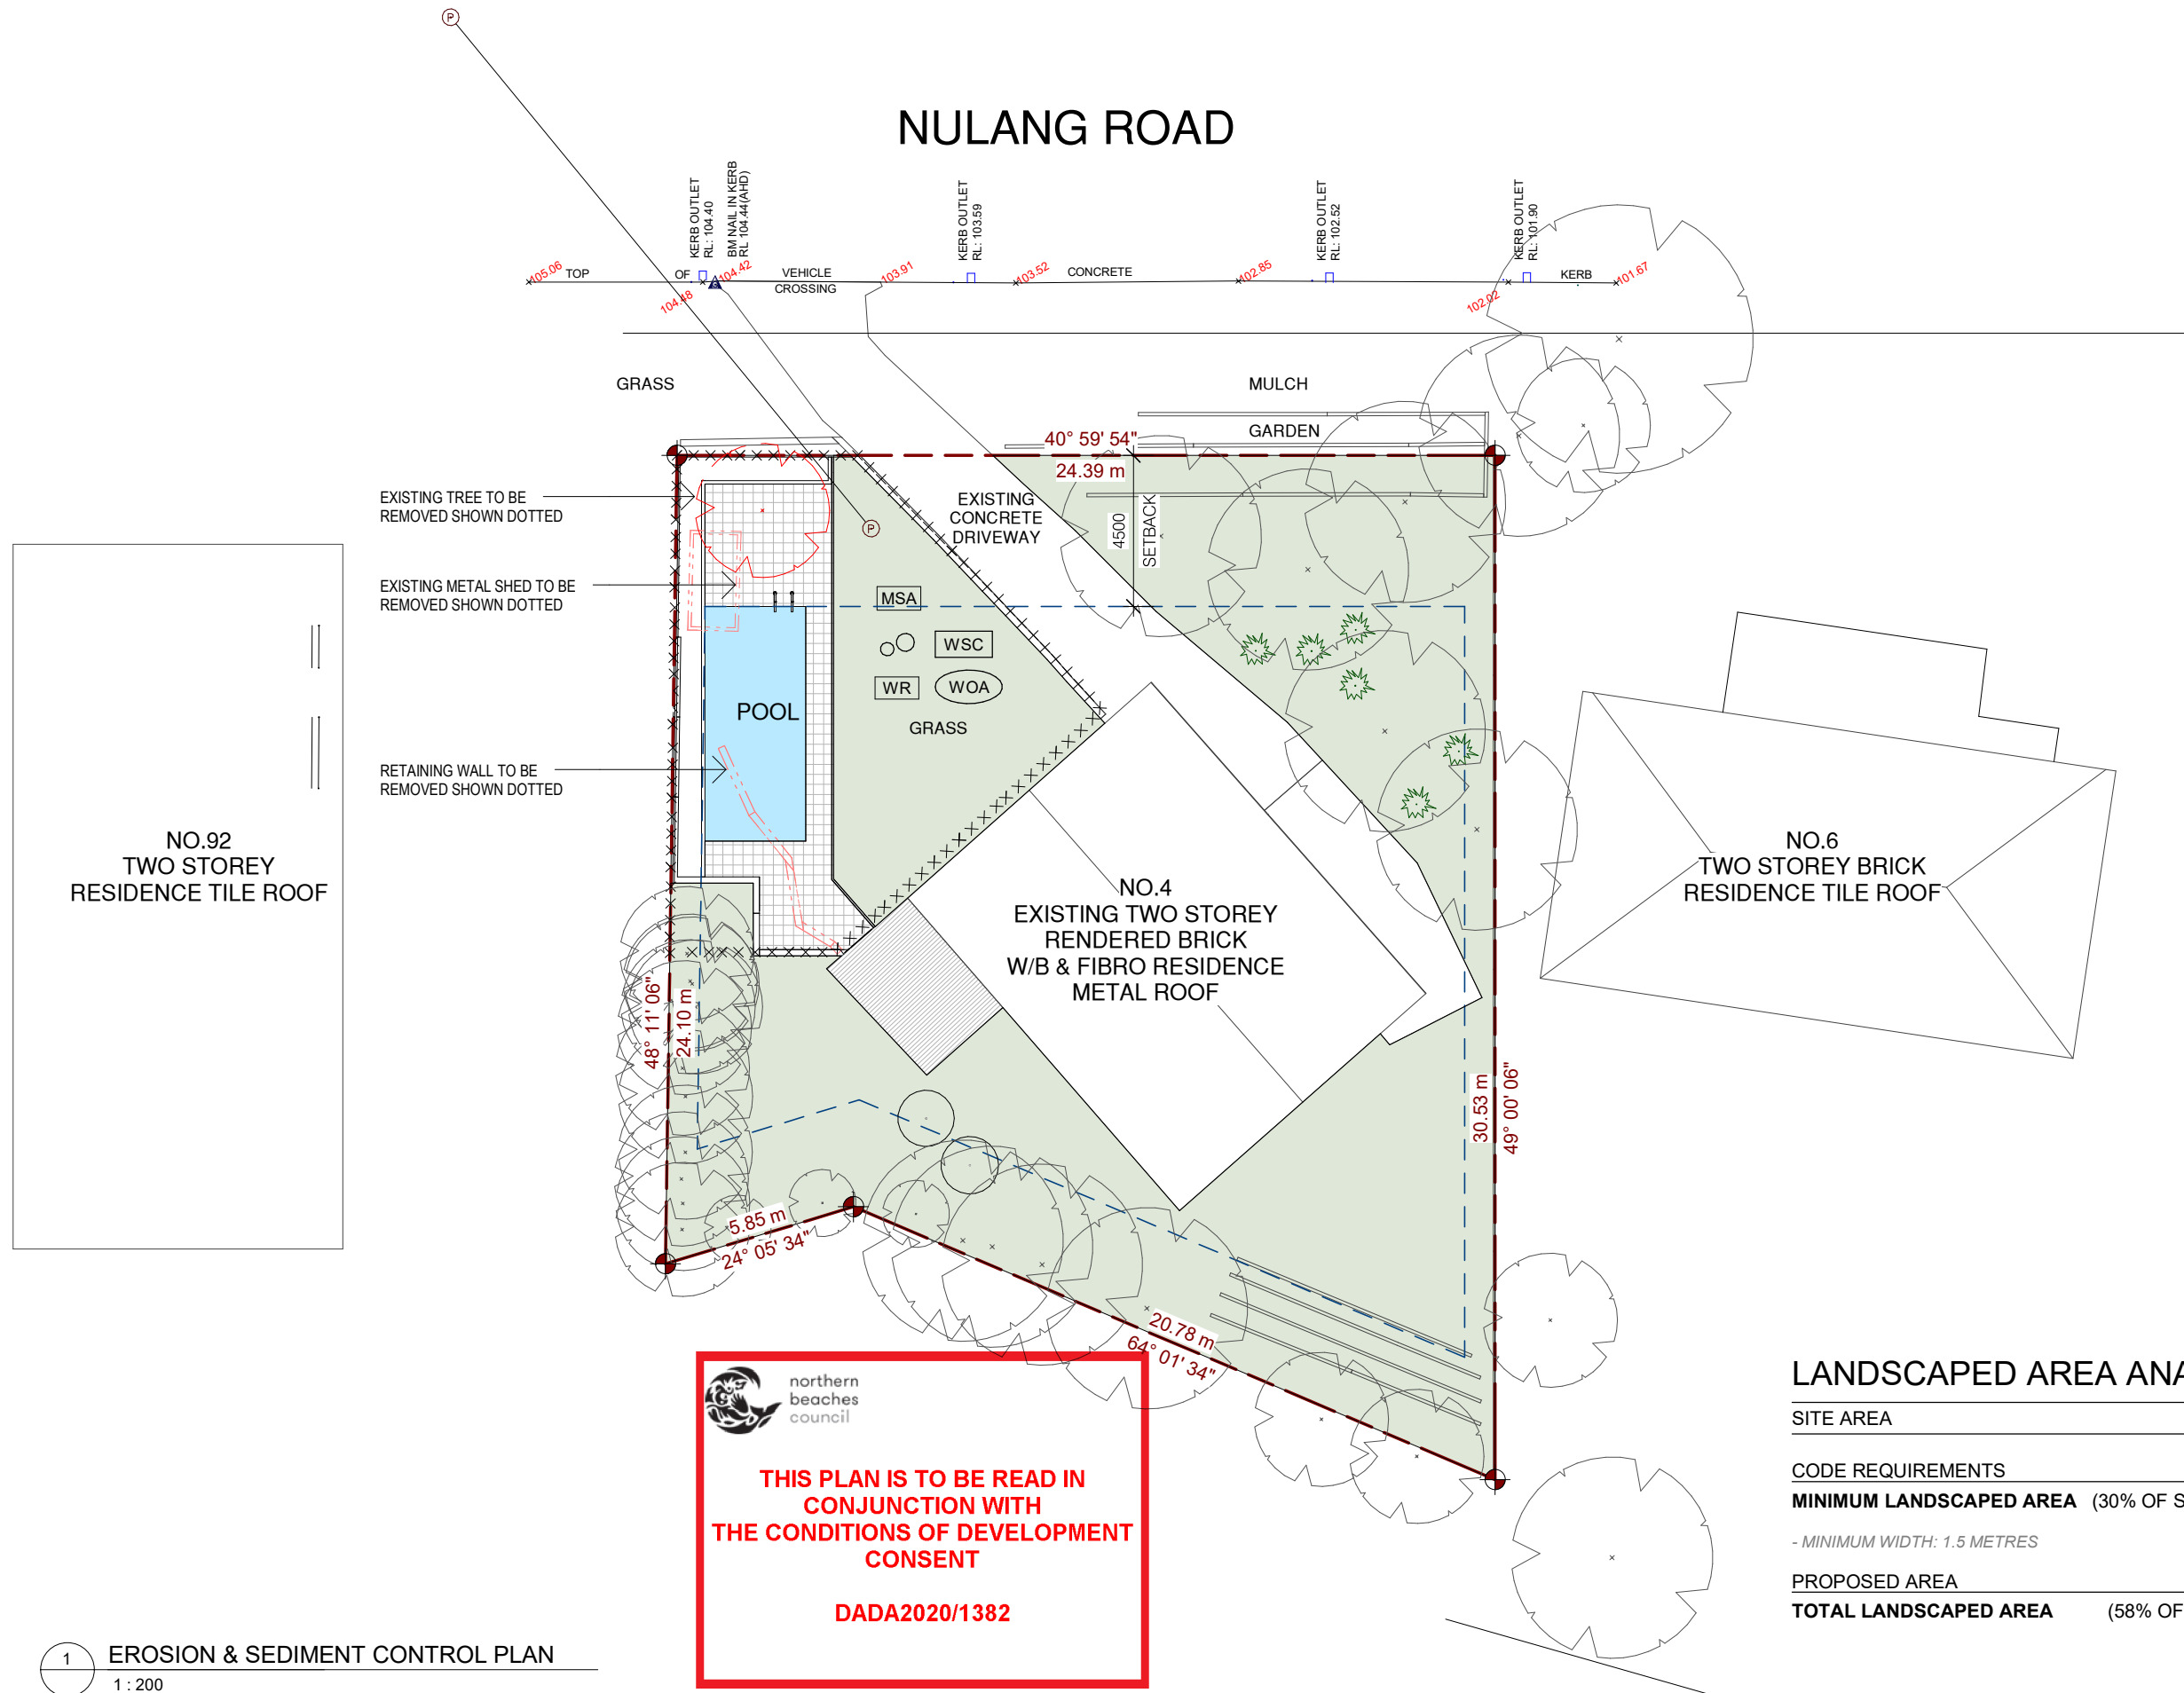 P
NULANG ROAD
KERB OUTLET
RL: 104.40
BM NAIL IN KERB
RL 104.44(AHD)
KERB OUTLET
RL: 103.59
KERB OUTLET
RL: 102.52
KERB OUTLET
RL: 101.90
105.06
TOP
OF
104.42
104.48
VEHICLE
CROSSING
103.91
103.52
CONCRETE
102.85
102.02
KERB
101.67
GRASS
MULCH
GARDEN
40° 59' 54"
24.39 m
EXISTING TREE TO BE
REMOVED SHOWN DOTTED
EXISTING
CONCRETE
DRIVEWAY
4500
SETBACK
P
EXISTING METAL SHED TO BE
REMOVED SHOWN DOTTED
MSA
WSC
WR
WOA
POOL
GRASS
RETAINING WALL TO BE
REMOVED SHOWN DOTTED
NO.92
TWO STOREY
RESIDENCE TILE ROOF
NO.4
EXISTING TWO STOREY
RENDERED BRICK
W/B & FIBRO RESIDENCE
METAL ROOF
NO.6
TWO STOREY BRICK
RESIDENCE TILE ROOF
48° 11' 06"
24.10 m
30.53 m
49° 00' 06"
5.85 m
24° 05' 34"
20.78 m
64° 01' 34"
northern
beaches
council
THIS PLAN IS TO BE READ IN
CONJUNCTION WITH
THE CONDITIONS OF DEVELOPMENT
CONSENT
DADA2020/1382
LANDSCAPED AREA ANA
SITE AREA
CODE REQUIREMENTS
MINIMUM LANDSCAPED AREA (30% OF S
- MINIMUM WIDTH: 1.5 METRES
PROPOSED AREA
TOTAL LANDSCAPED AREA (58% OF
1
EROSION & SEDIMENT CONTROL PLAN
1 : 200